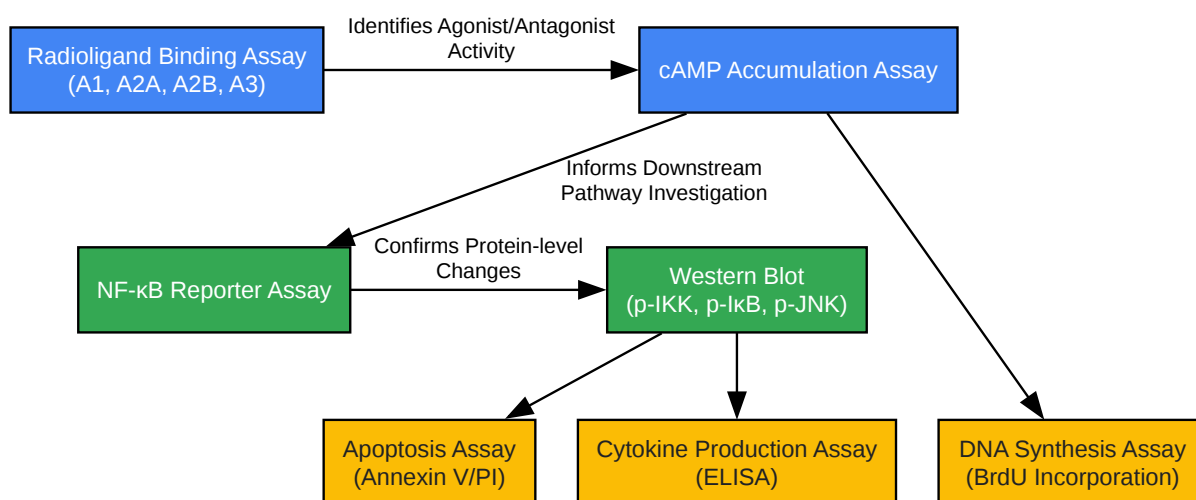 Identifies Agonist/Antagonist
Activity
Radioligand Binding Assay
(A1, A2A, A2B, A3)
cAMP Accumulation Assay
Informs Downstream
Pathway Investigation
Confirms Protein-level
Changes
NF-κB Reporter Assay
Western Blot
(p-IKK, p-IκB, p-JNK)
Apoptosis Assay
(Annexin V/PI)
Cytokine Production Assay
(ELISA)
DNA Synthesis Assay
(BrdU Incorporation)